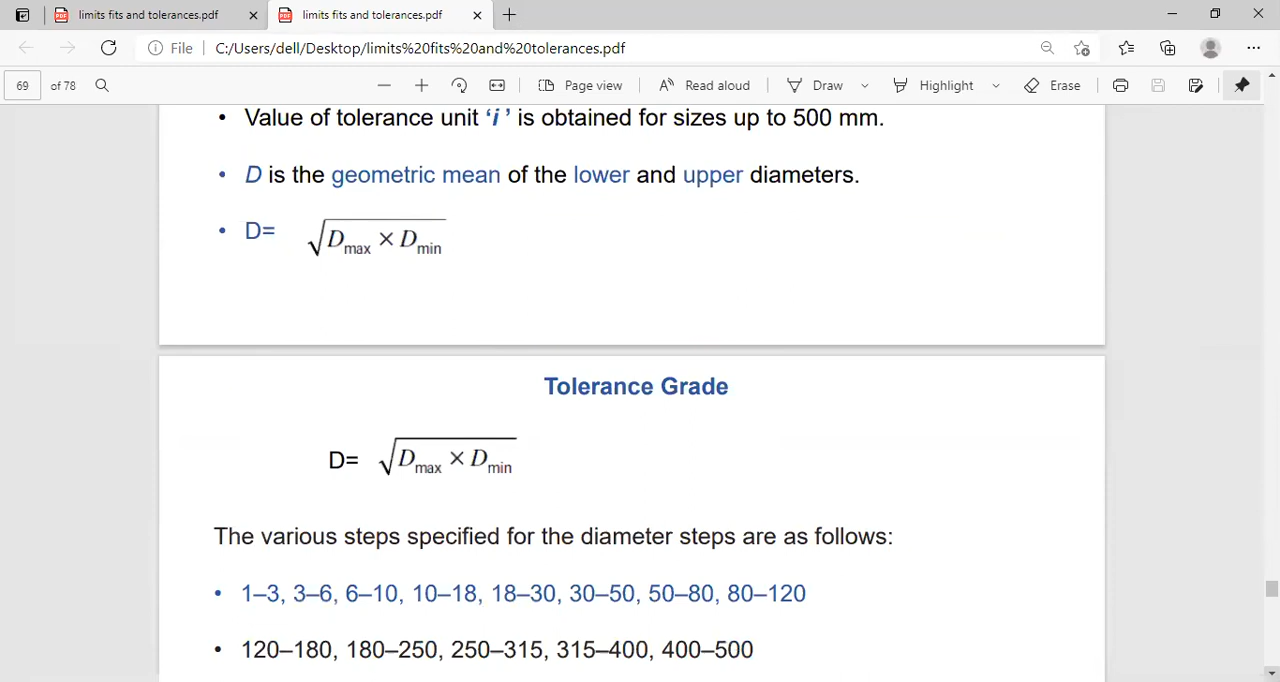 limits fits and tolerances.pdf
limits fits and tolerances.pdf
File
C:/Users/dell/Desktop/limits%20fits%20and%20tolerances.pdf
69 of 78
Page view
Read aloud
Draw
Highlight
Erase
• Value of tolerance unit ‘i ’ is obtained for sizes up to 500 mm.
• D is the geometric mean of the lower and upper diameters.
• D= √Dmax × Dmin
Tolerance Grade
D= √Dmax × Dmin
The various steps specified for the diameter steps are as follows:
• 1–3, 3–6, 6–10, 10–18, 18–30, 30–50, 50–80, 80–120
• 120–180, 180–250, 250–315, 315–400, 400–500